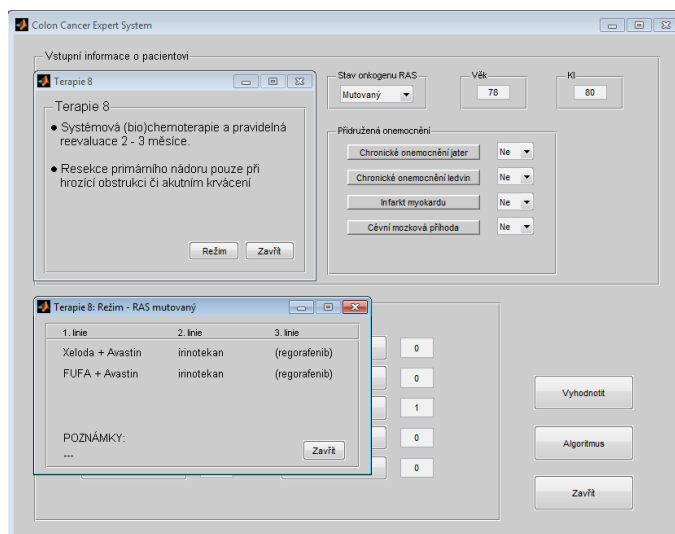 Colon Cancer Expert System
Vstupní informace o pacientovi
Terapie 8
Terapie 8
• Systémová (bio)chemoterapie a pravidelná
reevaluace 2 - 3 měsíce.
• Resekce primárního nádoru pouze při
hrozící obstrukci či akutním krvácení
Režim Zavřít
Stav onkogenu RAS
Mutovaný
Věk
78
KI
80
Přidružená onemocnění
Chronické onemocnění jater Ne
Chronické onemocnění ledvin Ne
Infarkt myokardu Ne
Cévní mozková příhoda Ne
Terapie 8: Režim - RAS mutovaný
1. linie 2. linie 3. linie
Xeloda + Avastin irinotekan (regorafenib)
FUFA + Avastin irinotekan (regorafenib)
POZNÁMKY:
---
Zavřít
0
0
1
0
0
Vyhodnotit
Algoritmus
Zavřít